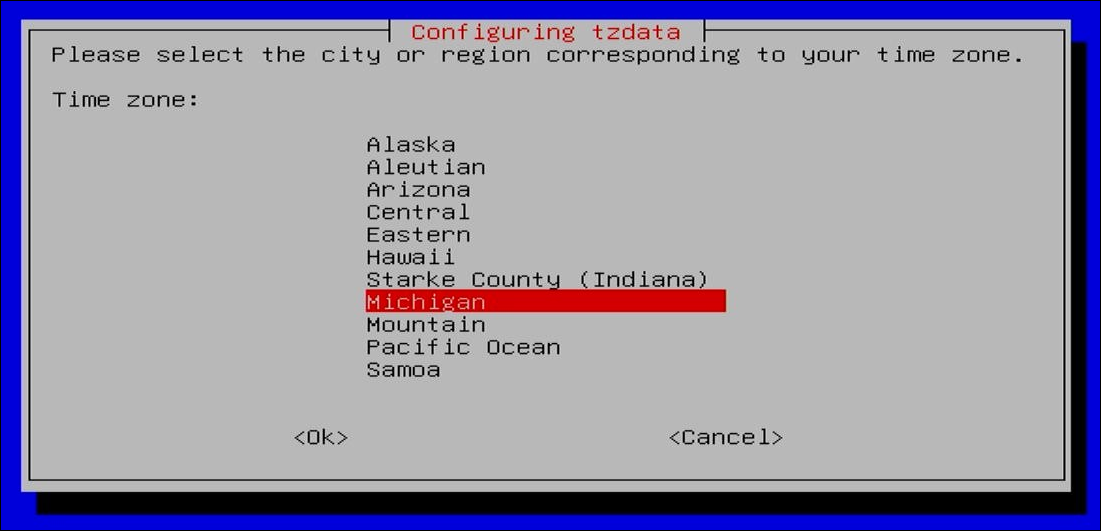 Configuring tzdata
Please select the city or region corresponding to your time zone.
Time zone:
Alaska
Aleutian
Arizona
Central
Eastern
Hawaii
Starke County (Indiana)
Michigan
Mountain
Pacific Ocean
Samoa
<Ok> <Cancel>